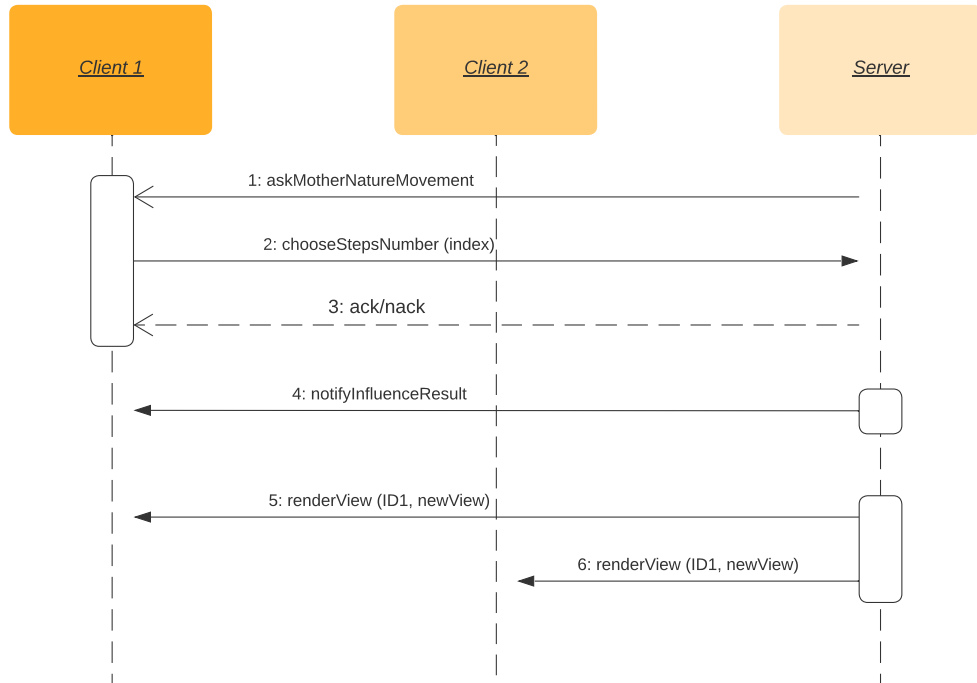 Client 1
Client 2
Server
1: askMotherNatureMovement
2: chooseStepsNumber (index)
3: ack/nack
4: notifyInfluenceResult
5: renderView (ID1, newView)
6: renderView (ID1, newView)